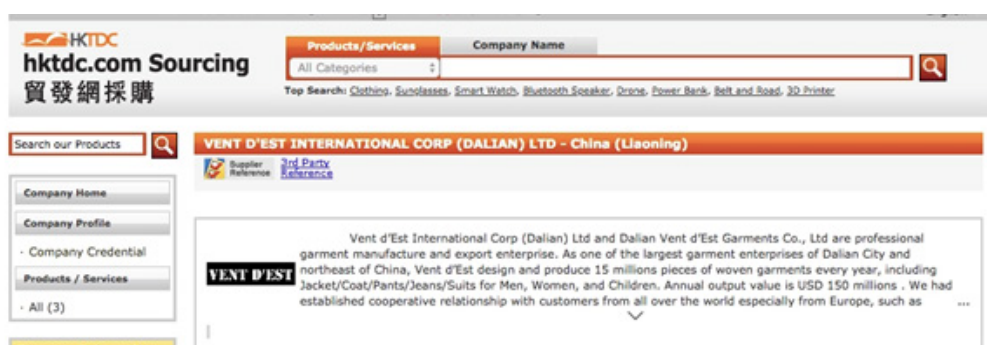 HKTDC
hktdc.com Sourcing
貿發網採購
Products/Services
Company Name
All Categories
Top Search: Clothing, Sunglasses, Smart Watch, Bluetooth Speaker, Drone, Power Bank, Belt and Road, 3D Printer
Search our Products
VENT D'EST INTERNATIONAL CORP (DALIAN) LTD - China (Liaoning)
Supplier Reference
3rd Party Reference
Company Home
Company Profile
· Company Credential
Products / Services
· All (3)
VENT D'EST
Vent d'Est International Corp (Dalian) Ltd and Dalian Vent d'Est Garments Co., Ltd are professional
garment manufacture and export enterprise. As one of the largest garment enterprises of Dalian City and
northeast of China, Vent d'Est design and produce 15 millions pieces of woven garments every year, including
Jacket/Coat/Pants/Jeans/Suits for Men, Women, and Children. Annual output value is USD 150 millions . We had
established cooperative relationship with customers from all over the world especially from Europe, such as ...